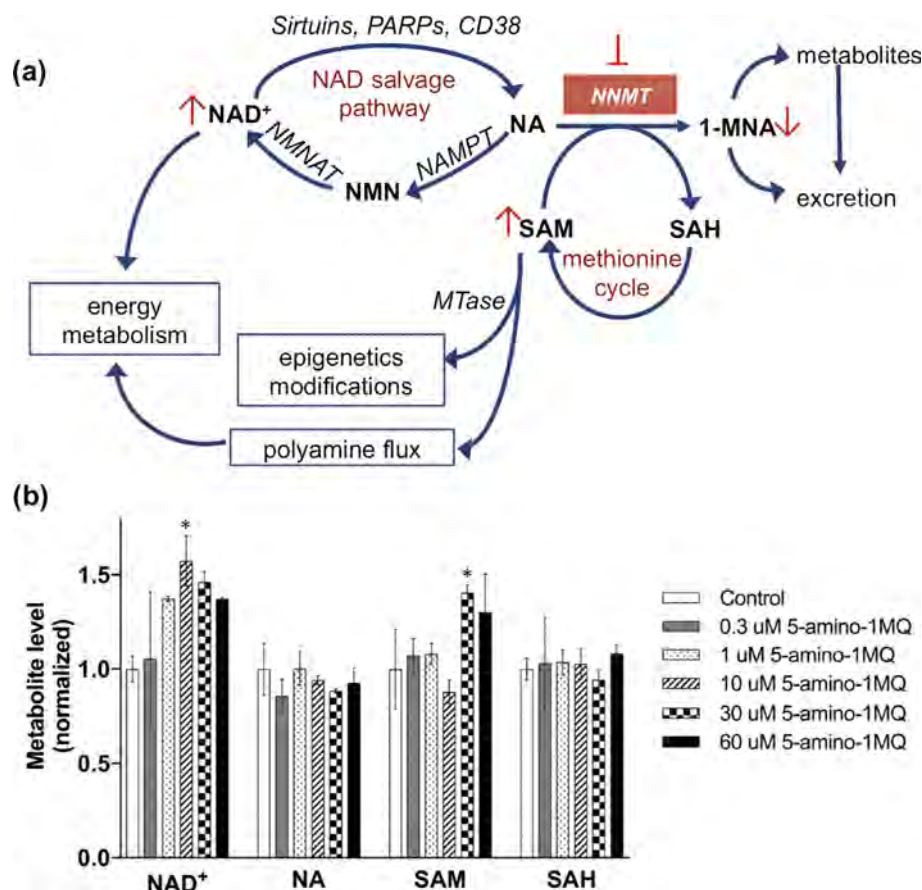 (a)
Sirtuins, PARPs, CD38
NAD salvage
pathway
NAD⁺
NMNAT
NMN
NAMPT
NA
NNMT
1-MNA
metabolites
excretion
SAM
SAH
methionine
cycle
MTase
energy
metabolism
epigenetics
modifications
polyamine flux
(b)
Metabolite level
(normalized)
1.5
1.0
0.5
0.0
*
*
NAD⁺ NA SAM SAH
Control
0.3 uM 5-amino-1MQ
1 uM 5-amino-1MQ
10 uM 5-amino-1MQ
30 uM 5-amino-1MQ
60 uM 5-amino-1MQ